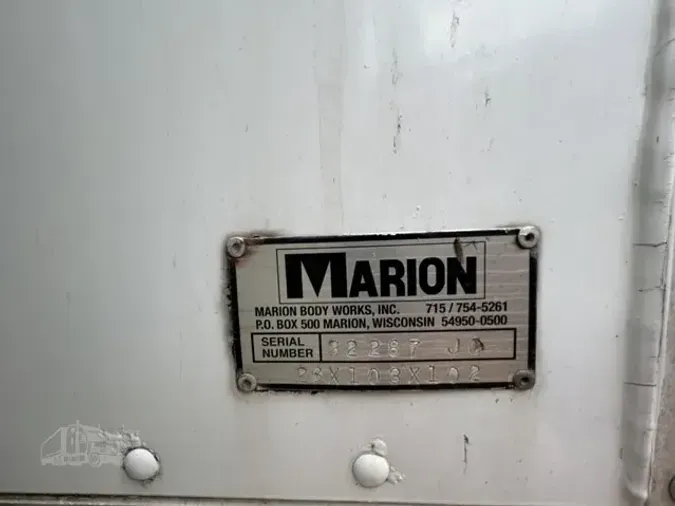 MARION
MARION BODY WORKS, INC. 715/754-5261
P.O. BOX 500 MARION, WISCONSIN 54950-0500
SERIAL
NUMBER